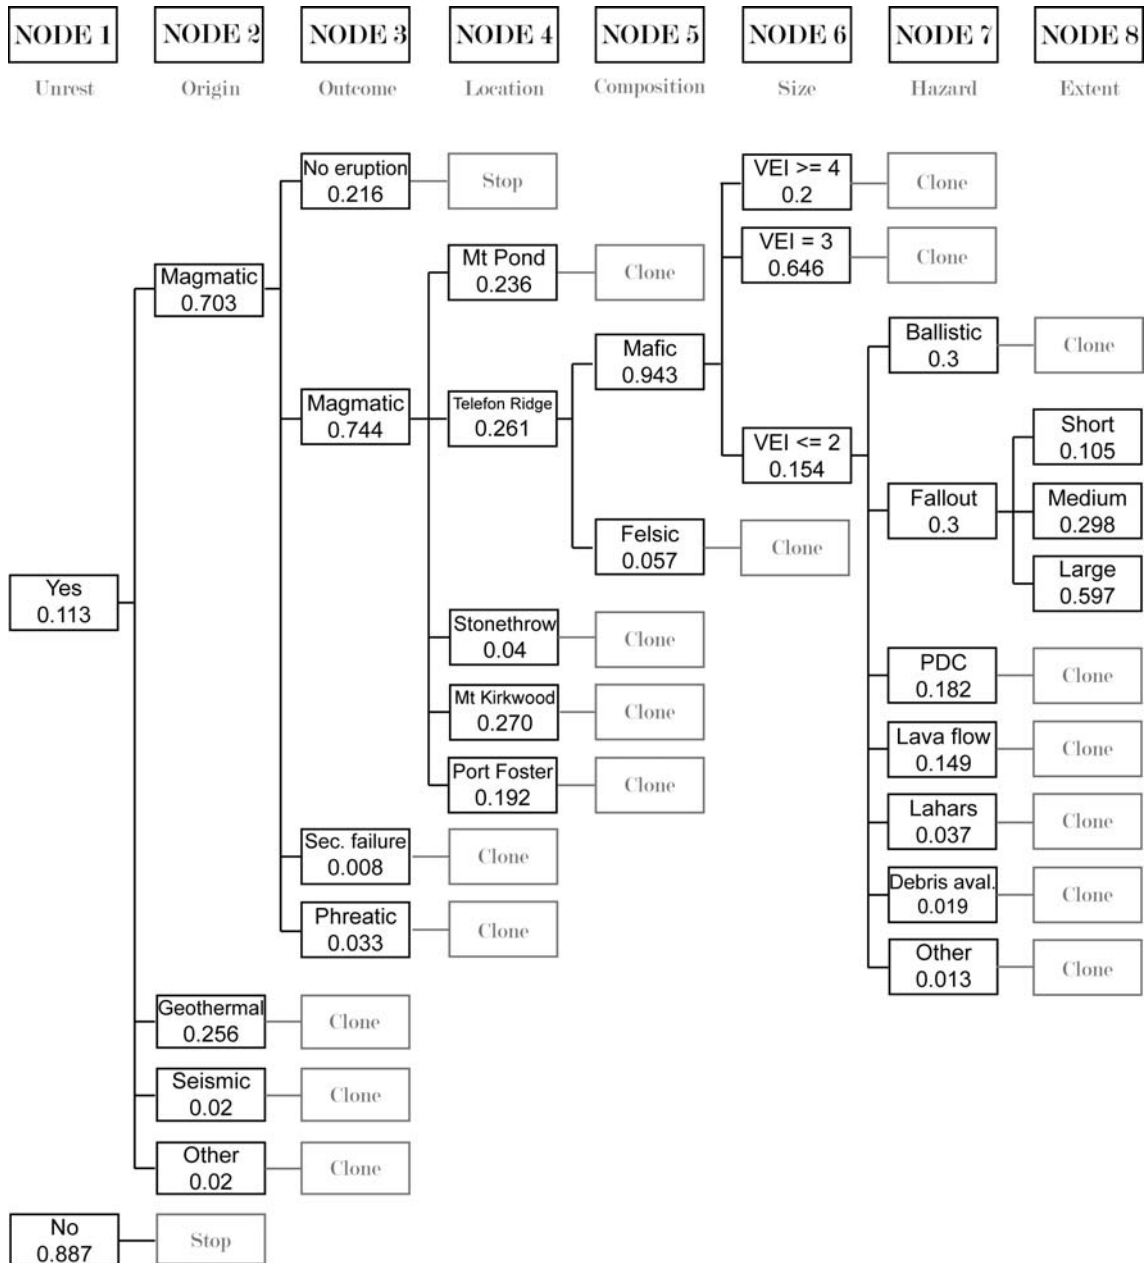 NODE 1
NODE 2
NODE 3
NODE 4
NODE 5
NODE 6
NODE 7
NODE 8
Unrest
Origin
Outcome
Location
Composition
Size
Hazard
Extent
No eruption
0.216
Stop
VEI >= 4
0.2
Clone
VEI = 3
0.646
Clone
Magmatic
0.703
Mt Pond
0.236
Clone
Ballistic
0.3
Clone
Mafic
0.943
Magmatic
0.744
Telefon Ridge
0.261
VEI <= 2
0.154
Short
0.105
Fallout
0.3
Medium
0.298
Large
0.597
Felsic
0.057
Clone
Yes
0.113
Stonethrow
0.04
Clone
Mt Kirkwood
0.270
Clone
Port Foster
0.192
Clone
PDC
0.182
Clone
Lava flow
0.149
Clone
Lahars
0.037
Clone
Sec. failure
0.008
Clone
Debris aval.
0.019
Clone
Phreatic
0.033
Clone
Other
0.013
Clone
Geothermal
0.256
Clone
Seismic
0.02
Clone
Other
0.02
Clone
No
0.887
Stop